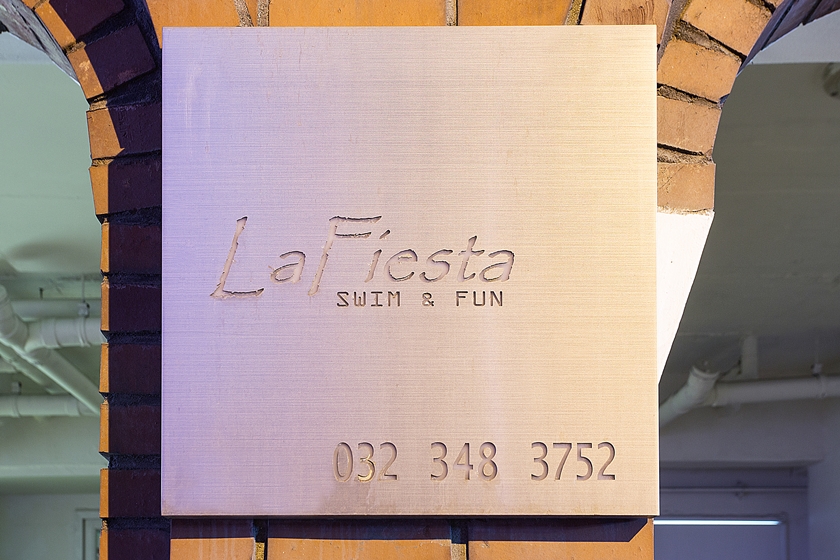 LaFiesta
SWIM & FUN
032 348 3752